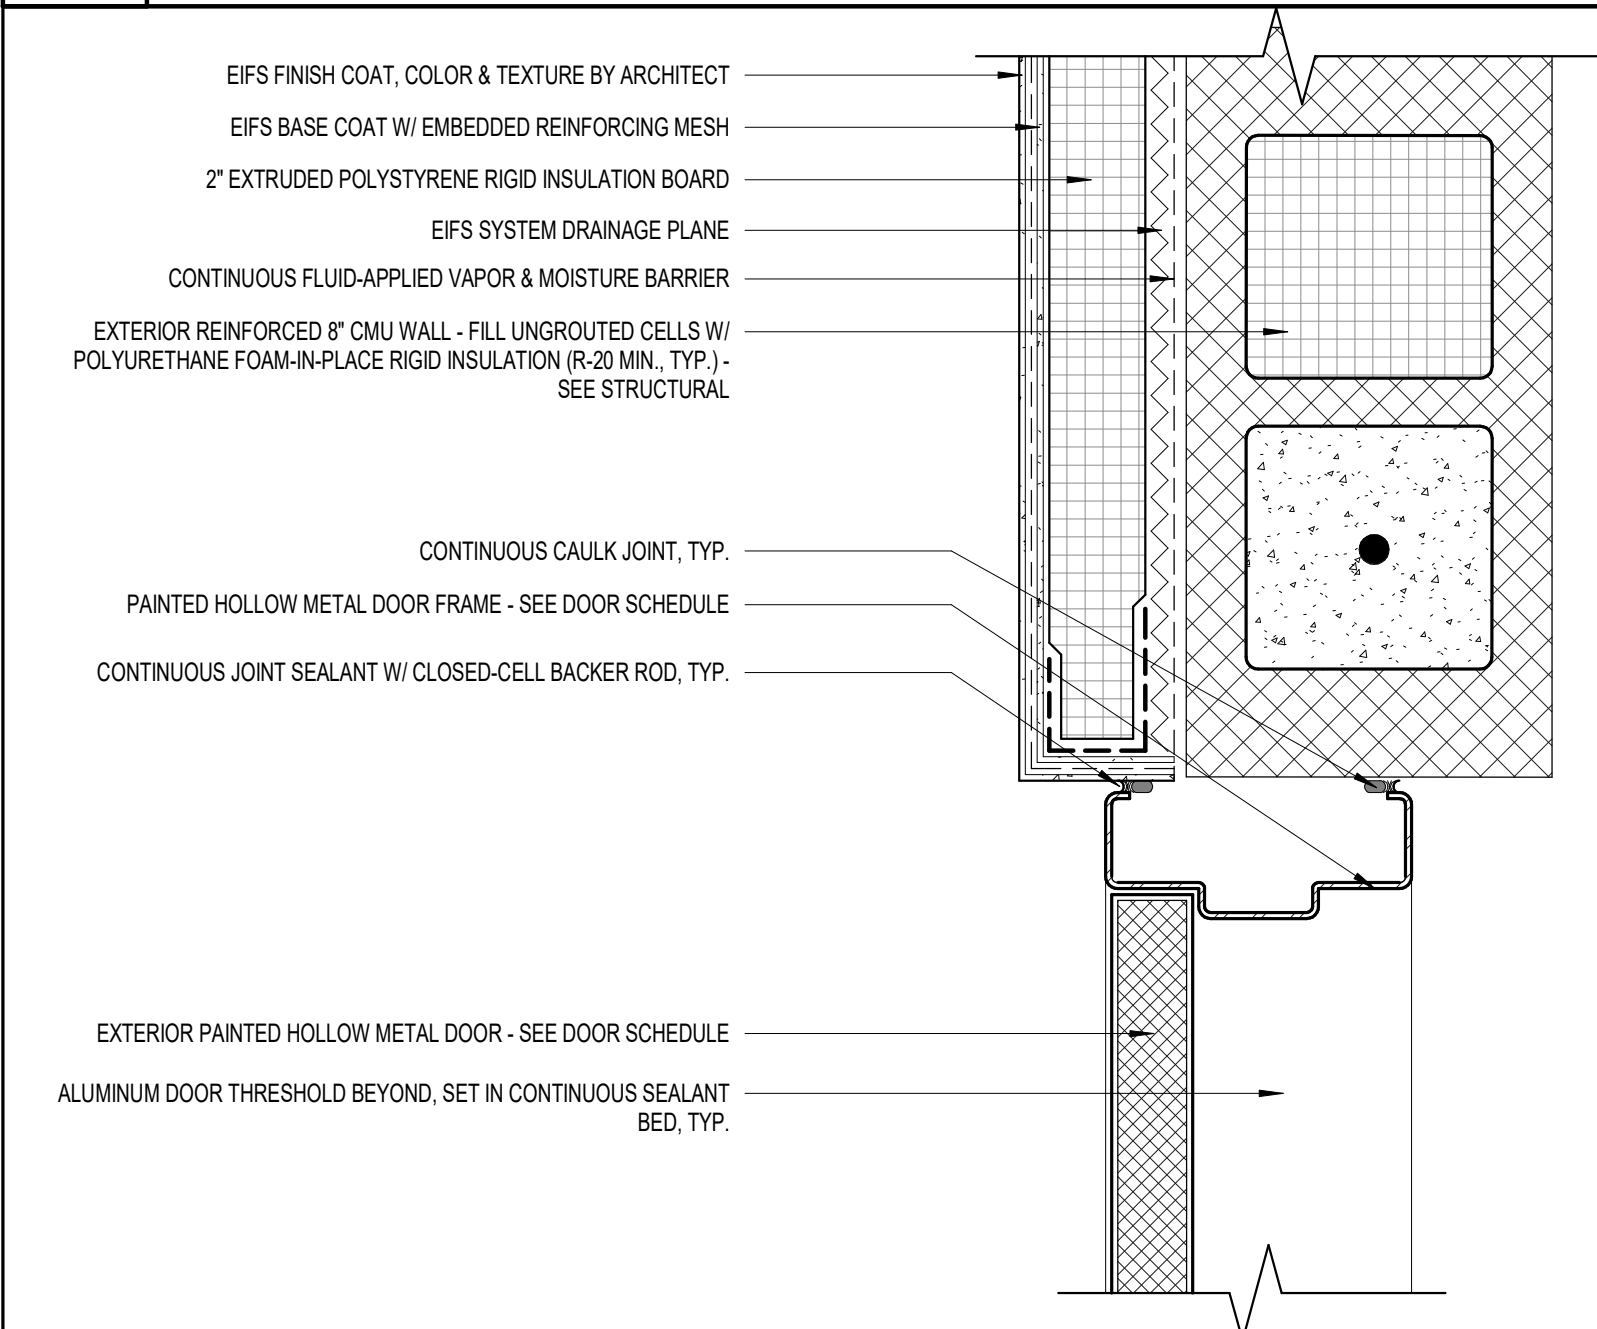 EIFS FINISH COAT, COLOR & TEXTURE BY ARCHITECT
EIFS BASE COAT W/ EMBEDDED REINFORCING MESH
2" EXTRUDED POLYSTYRENE RIGID INSULATION BOARD
EIFS SYSTEM DRAINAGE PLANE
CONTINUOUS FLUID-APPLIED VAPOR & MOISTURE BARRIER
EXTERIOR REINFORCED 8" CMU WALL - FILL UNGROUTED CELLS W/
POLYURETHANE FOAM-IN-PLACE RIGID INSULATION (R-20 MIN., TYP.) -
SEE STRUCTURAL
CONTINUOUS CAULK JOINT, TYP.
PAINTED HOLLOW METAL DOOR FRAME - SEE DOOR SCHEDULE
CONTINUOUS JOINT SEALANT W/ CLOSED-CELL BACKER ROD, TYP.
EXTERIOR PAINTED HOLLOW METAL DOOR - SEE DOOR SCHEDULE
ALUMINUM DOOR THRESHOLD BEYOND, SET IN CONTINUOUS SEALANT
BED, TYP.